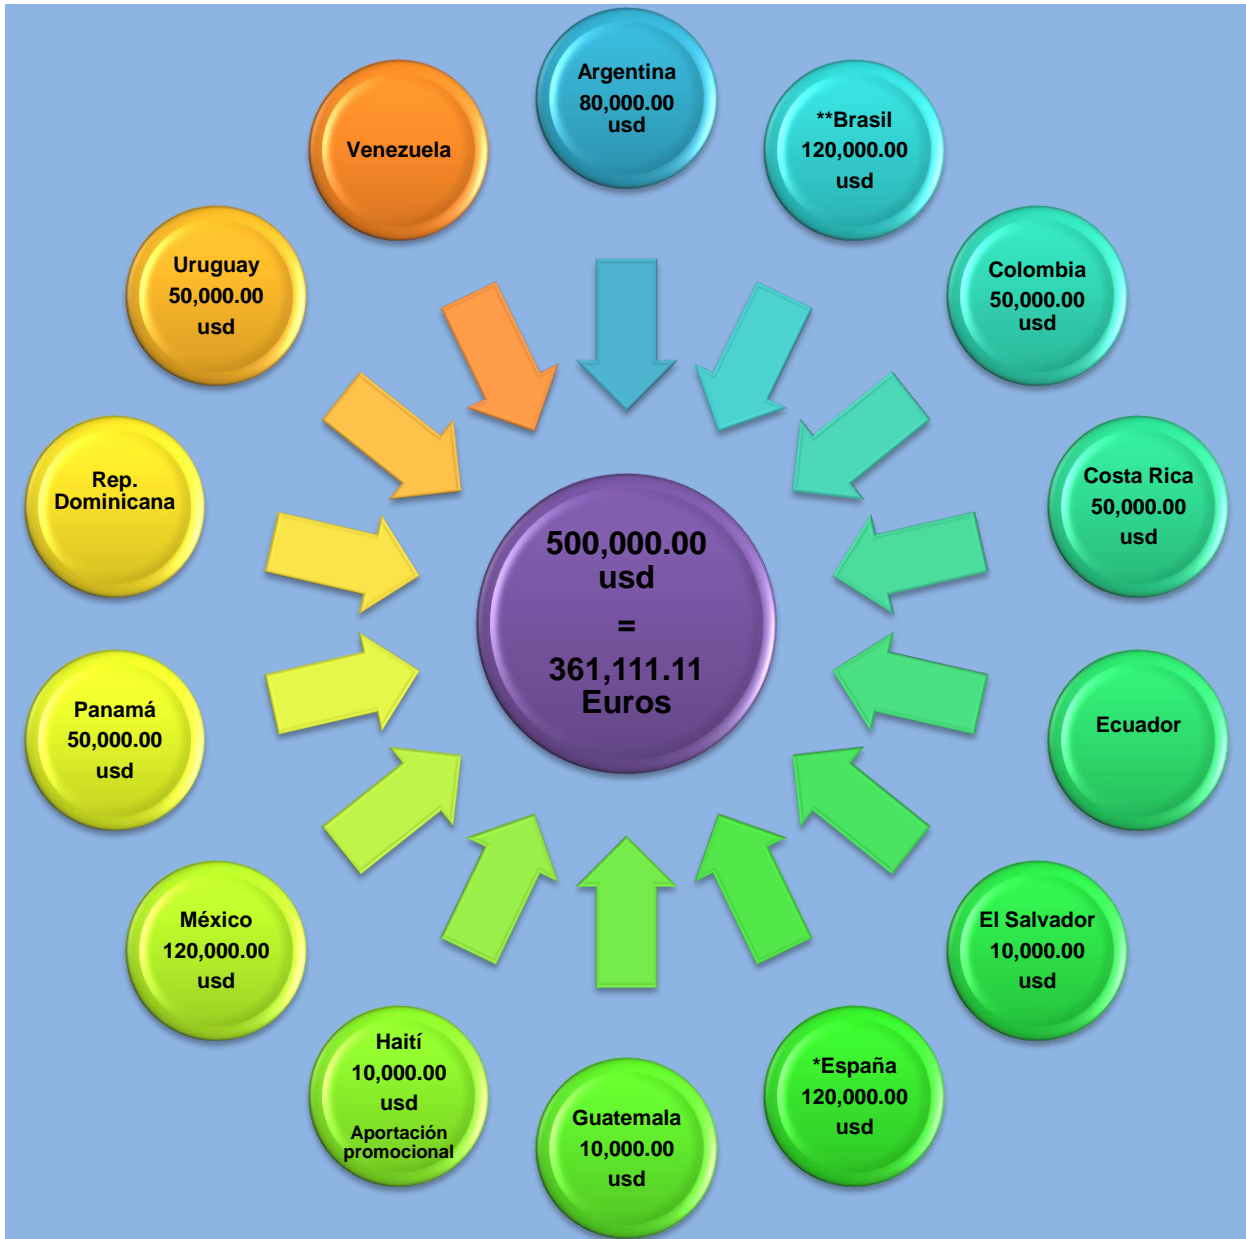 Argentina
80,000.00
usd
**Brasil
120,000.00
usd
Colombia
50,000.00
usd
Costa Rica
50,000.00
usd
Ecuador
El Salvador
10,000.00
usd
*España
120,000.00
usd
Guatemala
10,000.00
usd
Haití
10,000.00
usd
Aportación
promocional
México
120,000.00
usd
Panamá
50,000.00
usd
Rep.
Dominicana
Uruguay
50,000.00
usd
Venezuela
500,000.00
usd
=
361,111.11
Euros